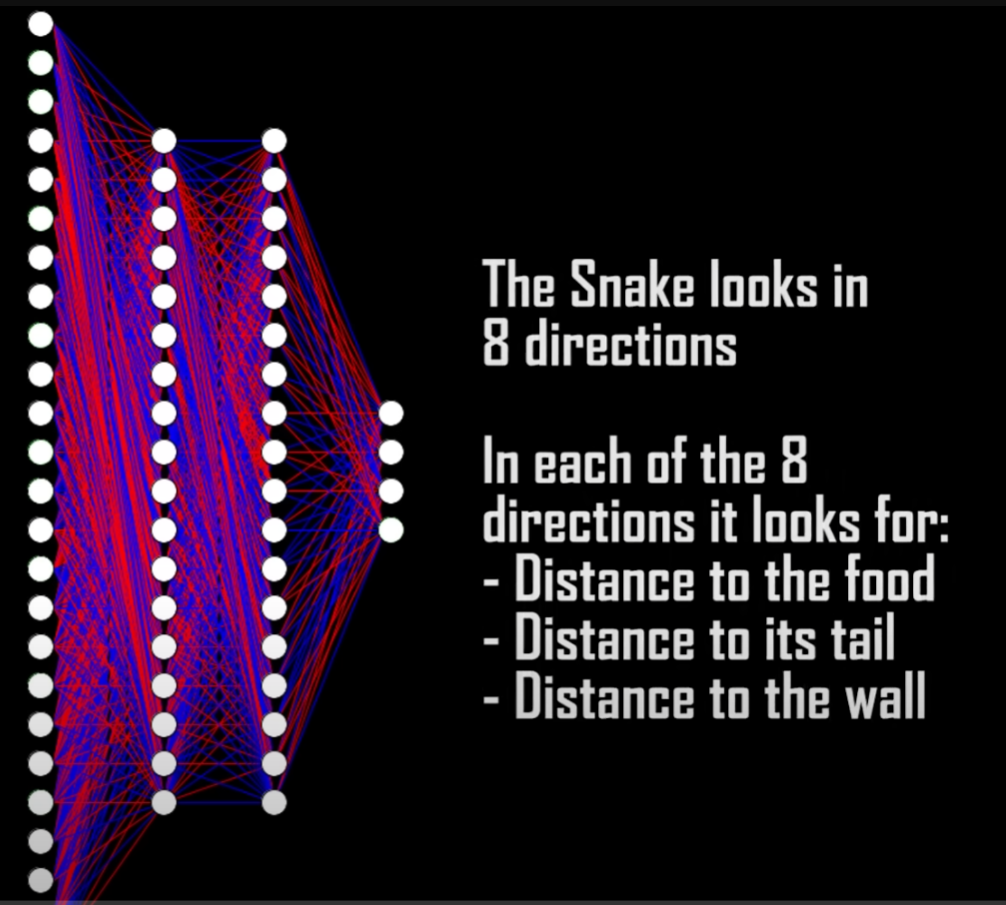 The Snake looks in
8 directions
In each of the 8
directions it looks for:
- Distance to the food
- Distance to its tail
- Distance to the wall